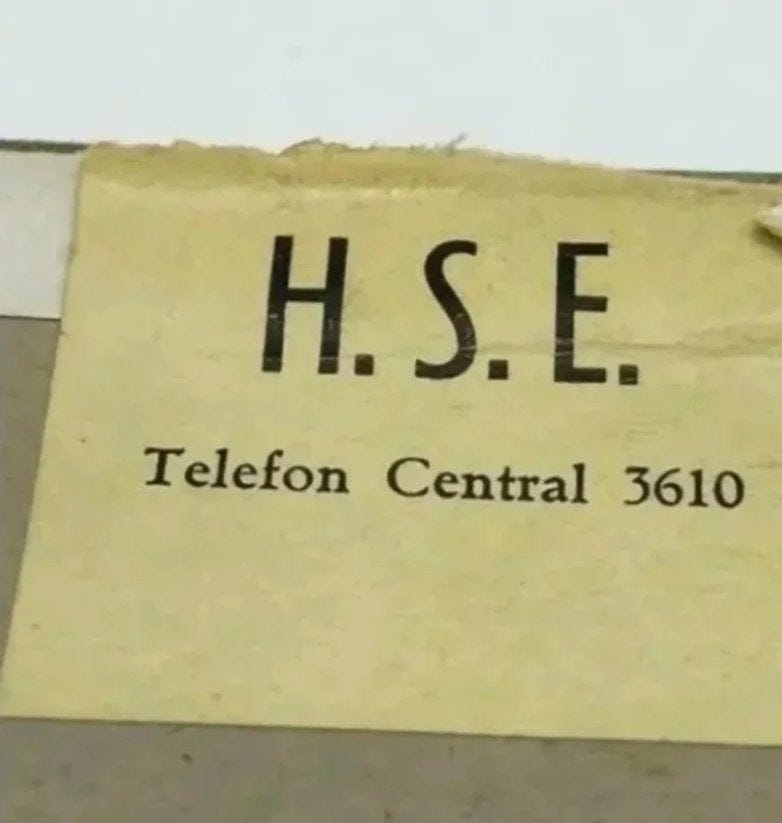 H. S. E.
Telefon Central 3610